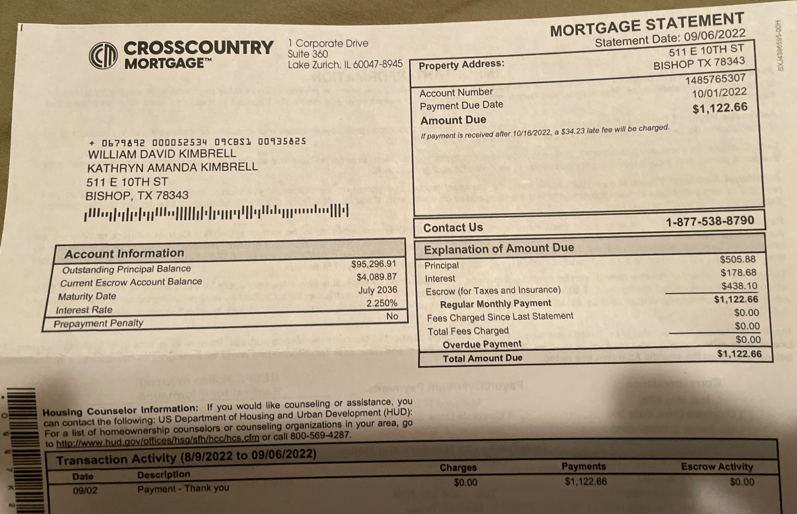 MORTGAGE STATEMENT
Statement Date: 09/06/2022
CROSSCOUNTRY
MORTGAGE™
1 Corporate Drive
Suite 360
Lake Zurich, IL 60047-8945
Property Address:
511 E 10TH ST
BISHOP TX 78343
Account Number 1485765307
Payment Due Date 10/01/2022
Amount Due $1,122.66
If payment is received after 10/16/2022, a $34.23 late fee will be charged.
+ 0679892 000052534 09CBS1 00935825
WILLIAM DAVID KIMBRELL
KATHRYN AMANDA KIMBRELL
511 E 10TH ST
BISHOP, TX 78343
Contact Us 1-877-538-8790
Account Information
Outstanding Principal Balance $95,296.91
Current Escrow Account Balance $4,089.87
Maturity Date July 2036
Interest Rate 2.250%
Prepayment Penalty No
Explanation of Amount Due
Principal $505.88
Interest $178.68
Escrow (for Taxes and Insurance) $438.10
Regular Monthly Payment $1,122.66
Fees Charged Since Last Statement $0.00
Total Fees Charged $0.00
Overdue Payment $0.00
Total Amount Due $1,122.66
Housing Counselor Information: If you would like counseling or assistance, you
can contact the following: US Department of Housing and Urban Development (HUD):
For a list of homeownership counselors or counseling organizations in your area, go
to http://www.hud.gov/offices/hsg/sfh/hcc/hcs.cfm or call 800-569-4287.
Transaction Activity (8/9/2022 to 09/06/2022)
Date Description Charges Payments Escrow Activity
09/02 Payment - Thank you $0.00 $1,122.66 $0.00